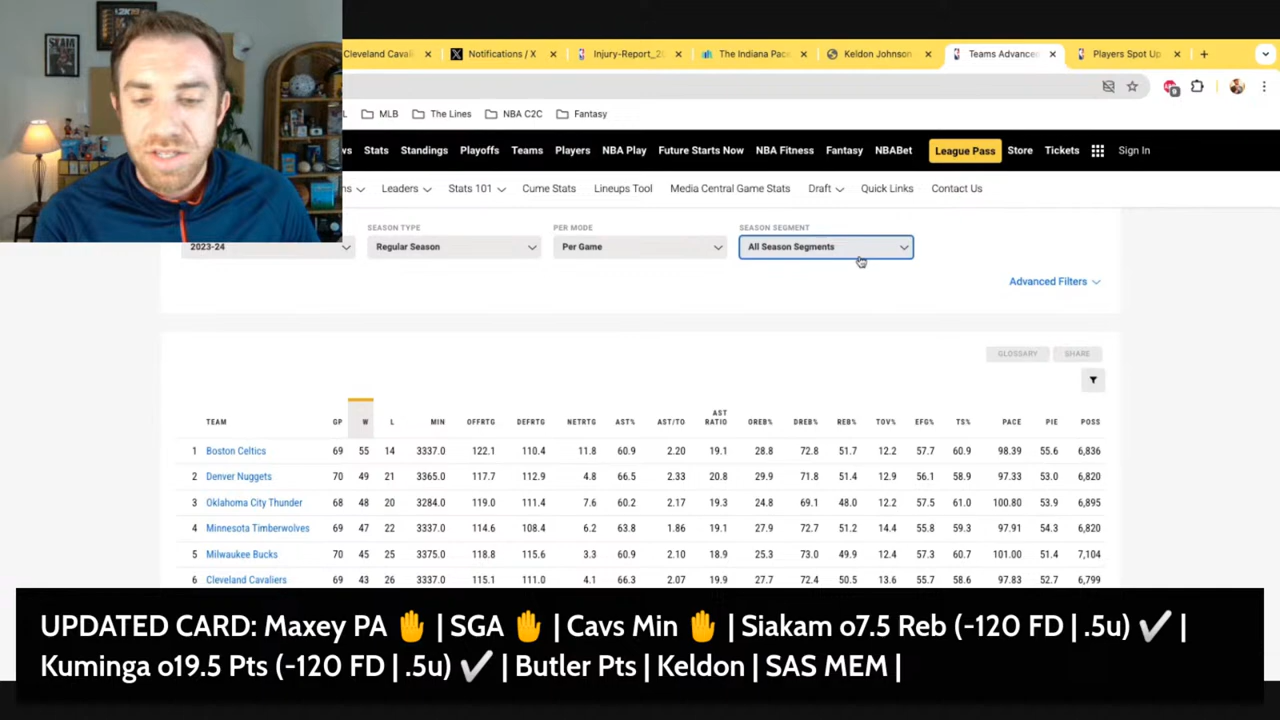 Cleveland Caval
Notifications / X
Injury-Report_20
The Indiana Pace
Keldon Johnson
Teams Advance
Players Spot Up
MLB
The Lines
NBA C2C
Fantasy
ws
Stats
Standings
Playoffs
Teams
Players
NBA Play
Future Starts Now
NBA Fitness
Fantasy
NBABet
League Pass
Store
Tickets
Sign In
ns
Leaders
Stats 101
Cume Stats
Lineups Tool
Media Central Game Stats
Draft
Quick Links
Contact Us
SEASON TYPE
PER MODE
SEASON SEGMENT
2023-24
Regular Season
Per Game
All Season Segments
Advanced Filters
GLOSSARY
SHARE
TEAM GP W L MIN OFFRTG DEFRTG NETRTG AST% AST/TO AST RATIO OREB% DREB% REB% TOV% EFG% TS% PACE PIE POSS
1 Boston Celtics 69 55 14 3337.0 122.1 110.4 11.8 60.9 2.20 19.1 28.8 72.8 51.7 12.2 57.7 60.9 98.39 55.6 6,836
2 Denver Nuggets 70 49 21 3365.0 117.7 112.9 4.8 66.5 2.33 20.8 29.9 71.8 51.4 12.9 56.1 58.9 97.33 53.0 6,820
3 Oklahoma City Thunder 68 48 20 3284.0 119.0 111.4 7.6 60.2 2.17 19.3 24.8 69.1 48.0 12.2 57.5 61.0 100.80 53.9 6,895
4 Minnesota Timberwolves 69 47 22 3337.0 114.6 108.4 6.2 63.8 1.86 19.1 27.9 72.7 51.2 14.4 55.8 59.3 97.91 54.3 6,820
5 Milwaukee Bucks 70 45 25 3375.0 118.8 115.6 3.3 60.9 2.10 18.9 25.3 73.0 49.9 12.4 57.3 60.7 101.00 51.4 7,104
6 Cleveland Cavaliers 69 43 26 3337.0 115.1 111.0 4.1 66.3 2.07 19.9 27.7 72.4 50.5 13.6 55.7 58.6 97.83 52.7 6,799
UPDATED CARD: Maxey PA ✋ | SGA ✋ | Cavs Min ✋ | Siakam o7.5 Reb (-120 FD | .5u) ✔ |
Kuminga o19.5 Pts (-120 FD | .5u) ✔ | Butler Pts | Keldon | SAS MEM |